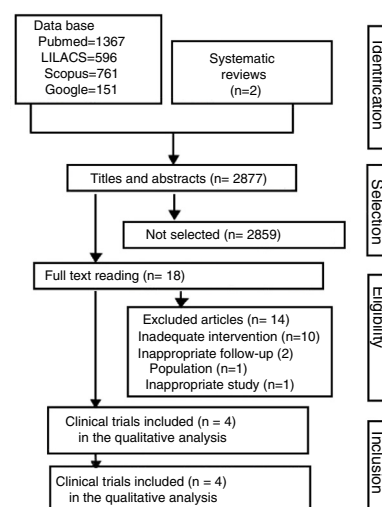 Data base
Pubmed=1367
LILACS=596
Scopus=761
Google=151
Systematic
reviews
(n=2)
Identification
Titles and abstracts (n= 2877)
Not selected (n= 2859)
Selection
Full text reading (n= 18)
Excluded articles (n= 14)
Inadequate intervention (n=10)
Inappropriate follow-up (2)
Population (n=1)
Inappropriate study (n=1)
Eligibility
Clinical trials included (n = 4)
in the qualitative analysis
Clinical trials included (n = 4)
in the qualitative analysis
Inclusion